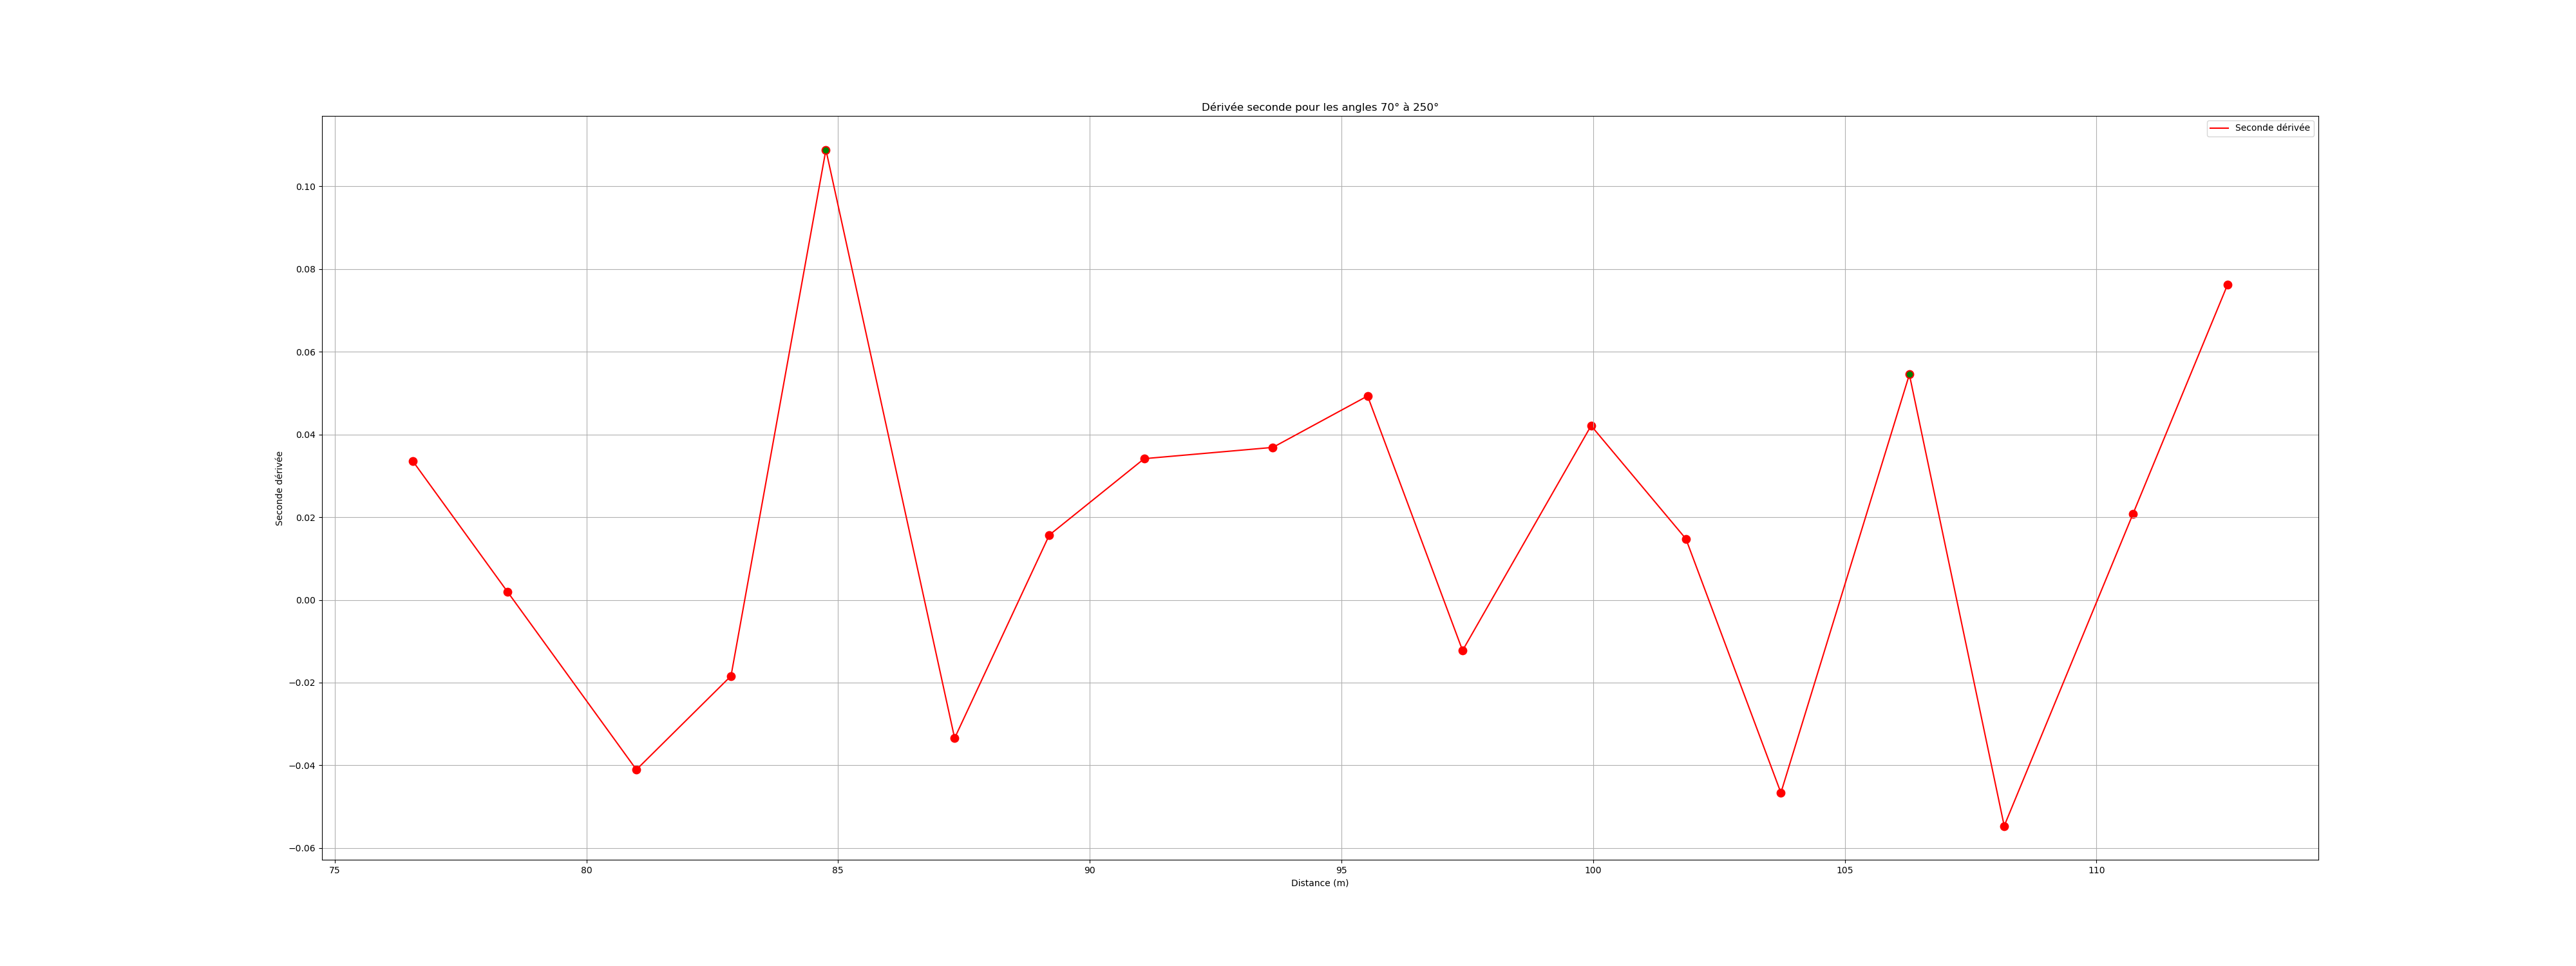 Dérivée seconde pour les angles 70° à 250°
Seconde dérivée
0.10
0.08
0.06
0.04
0.02
0.00
−0.02
−0.04
−0.06
Seconde dérivée
75 80 85 90 95 100 105 110
Distance (m)